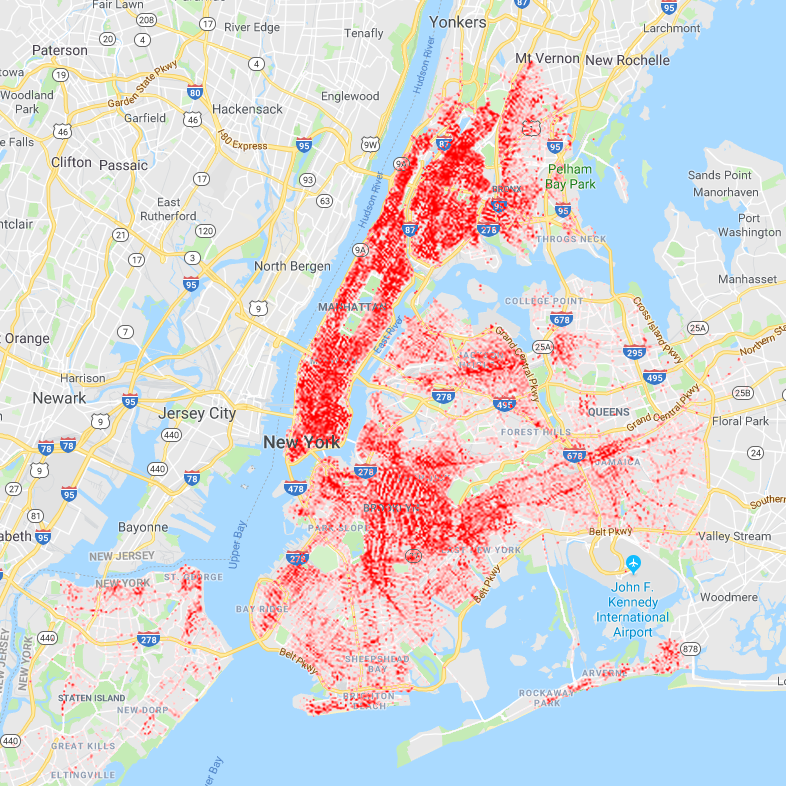 Fair Lawn
208
17
River Edge
Tenafly
Yonkers
87
95
Larchmont
20
4
Paterson
Mt Vernon
New Rochelle
19
4
Hudson River
Garden State Pkwy
80
Woodland
Park
Hackensack
Englewood
46
Garfield
46
I-80 Express
95
9W
87
95
Clifton
Passaic
Pelham
Bay Park
Sands Point
Manorhaven
17
93
63
Hudson River
BRONX
East
Rutherford
95
Port
Washington
21
120
87
278
THROGS NECK
17
3
9A
North Bergen
95
Manhasset
9
MANHATTAN
COLLEGE POINT
678
Cross Island Pkwy
7
East River
Orange
25A
25A
295
Northern St
Grand Central Pkwy
495
Harrison
Newark
95
9
Jersey City
278
495
QUEENS
25B
Grand Central Pkwy
Floral Park
440
New York
FOREST HILLS
78
78
9
440
278
678
JAMAICA
24
27
95
78
478
BROOKLYN
Southern
81
95
Bayonne
Upper Bay
PARK SLOPE
Belt Pkwy
Valley Stream
NEW JERSEY
NEW YORK
278
EAST NEW YORK
ST. GEORGE
Belt Pkwy
John F.
Kennedy
International
Airport
Woodmere
BAY RIDGE
440
278
NEW JERSEY
NEW YORK
Belt Pkwy
SHEEPSHEAD
BAY
878
ARVERNE
STATEN ISLAND
NEW DORP
BRIGHTON
BEACH
ROCKAWAY
PARK
440
GREAT KILLS
ELTINGVILLE